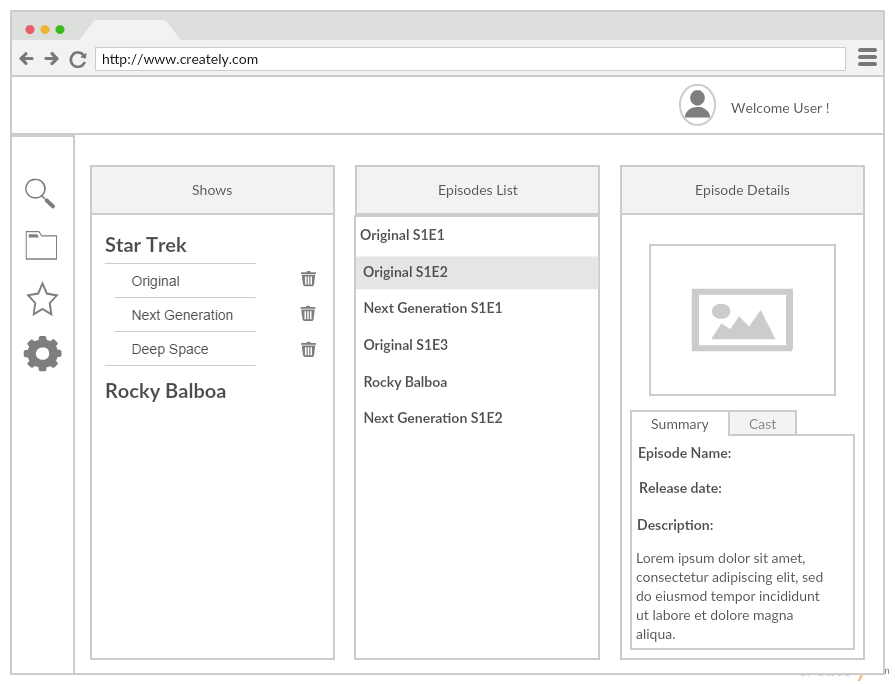 http://www.creately.com
Welcome User !
Shows
Star Trek
Original
Next Generation
Deep Space
Rocky Balboa
Episodes List
Original S1E1
Original S1E2
Next Generation S1E1
Original S1E3
Rocky Balboa
Next Generation S1E2
Episode Details
Summary
Cast
Episode Name:
Release date:
Description:
Lorem ipsum dolor sit amet,
consectetur adipiscing elit, sed
do eiusmod tempor incididunt
ut labore et dolore magna
aliqua.